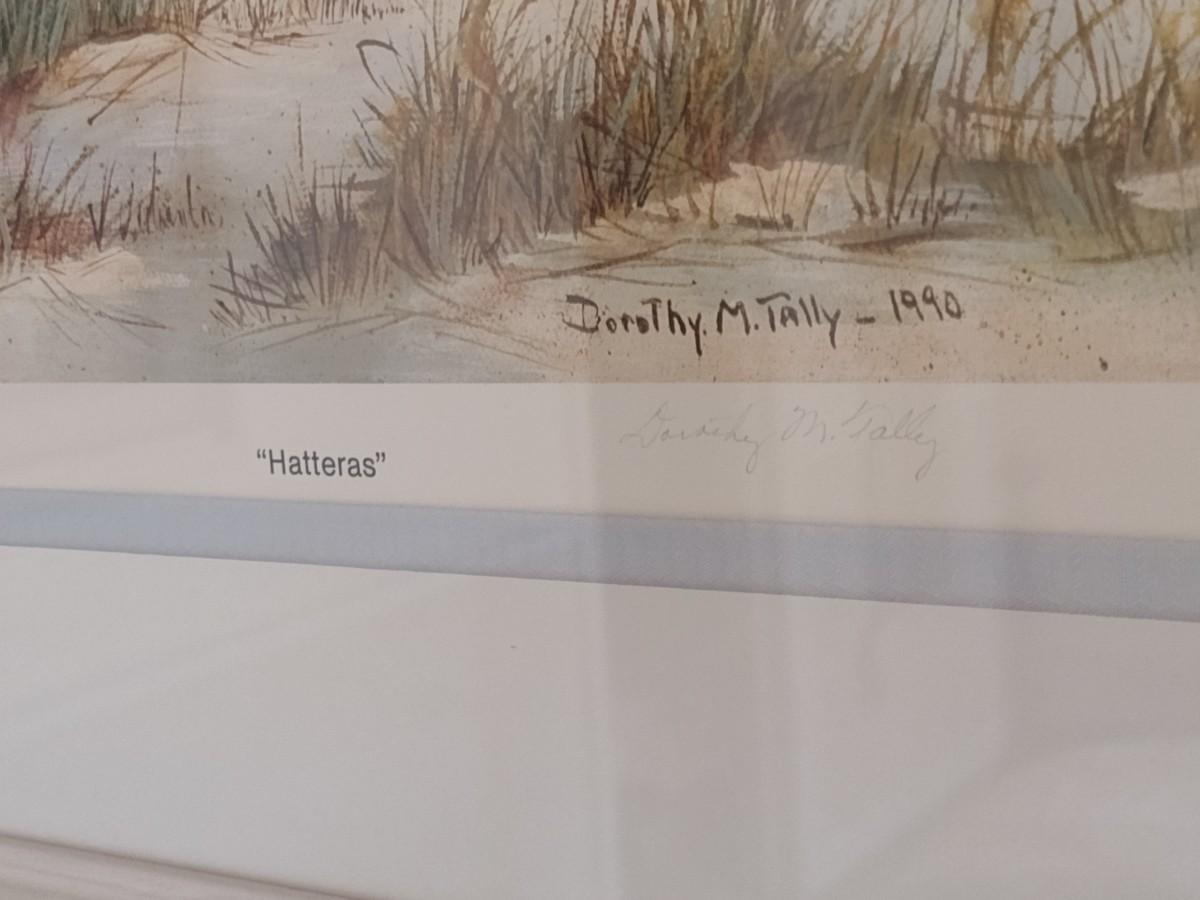 Dorothy. M. Tally - 1990
Dorothy M. Talley
“Hatteras”